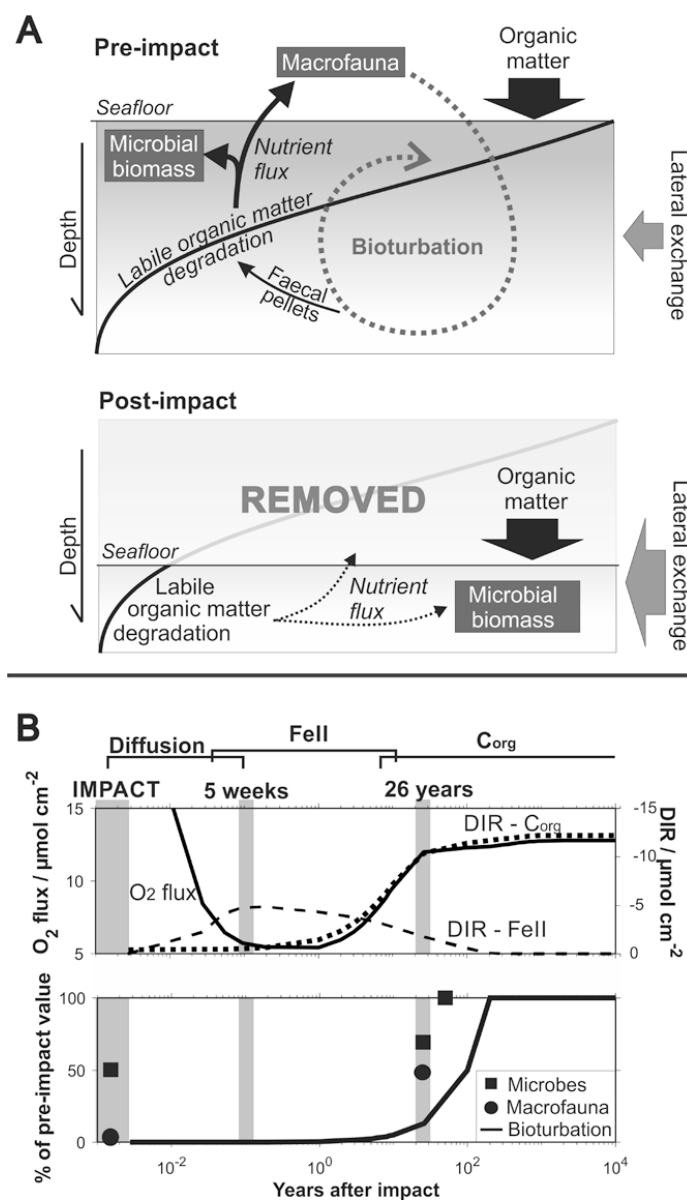 A
Pre-impact
Macrofauna
Organic
matter
Seafloor
Microbial
biomass
Nutrient
flux
Depth
Labile organic matter
degradation
Bioturbation
Faecal
pellets
Lateral exchange
Post-impact
REMOVED
Organic
matter
Depth
Seafloor
Labile
organic matter
degradation
Nutrient
flux
Microbial
biomass
Lateral exchange
B
Diffusion
FeII
Corg
IMPACT
5 weeks
26 years
15
10
5
O2 flux / µmol cm-2
O2 flux
DIR - Corg
DIR - FeII
-15
-10
-5
0
DIR / µmol cm-2
100
50
0
% of pre-impact value
Microbes
Macrofauna
Bioturbation
10-2
100
102
104
Years after impact